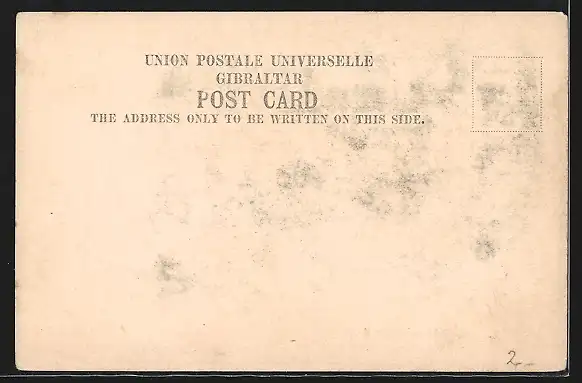 UNION POSTALE UNIVERSELLE
GIBRALTAR
POST CARD
THE ADDRESS ONLY TO BE WRITTEN ON THIS SIDE.
2-